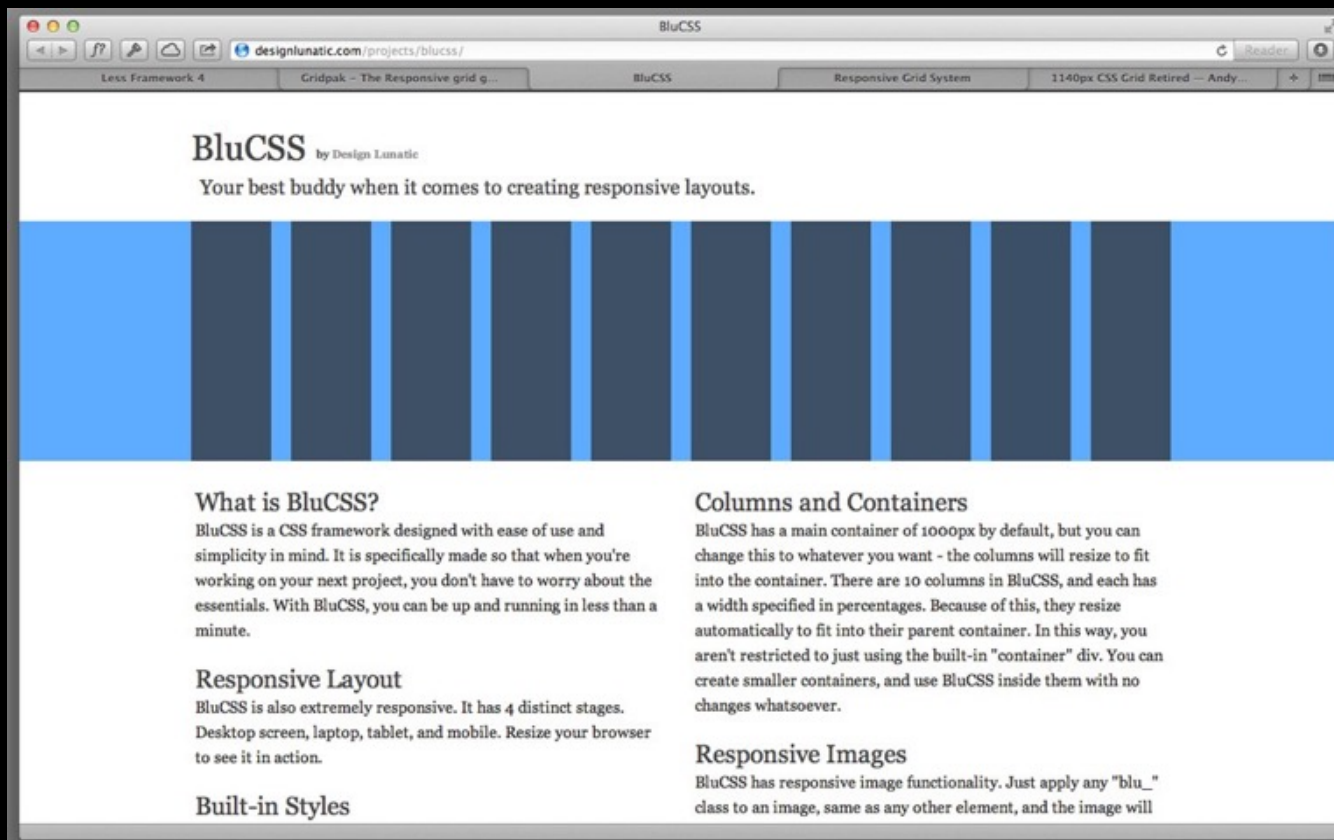 BluCSS
designlunatic.com/projects/blucss/
Reader
Less Framework 4
Gridpak – The Responsive grid g...
BluCSS
Responsive Grid System
1140px CSS Grid Retired — Andy...
BluCSS by Design Lunatic
Your best buddy when it comes to creating responsive layouts.
What is BluCSS?
BluCSS is a CSS framework designed with ease of use and
simplicity in mind. It is specifically made so that when you're
working on your next project, you don't have to worry about the
essentials. With BluCSS, you can be up and running in less than a
minute.
Responsive Layout
BluCSS is also extremely responsive. It has 4 distinct stages.
Desktop screen, laptop, tablet, and mobile. Resize your browser
to see it in action.
Built-in Styles
Columns and Containers
BluCSS has a main container of 1000px by default, but you can
change this to whatever you want - the columns will resize to fit
into the container. There are 10 columns in BluCSS, and each has
a width specified in percentages. Because of this, they resize
automatically to fit into their parent container. In this way, you
aren't restricted to just using the built-in "container" div. You can
create smaller containers, and use BluCSS inside them with no
changes whatsoever.
Responsive Images
BluCSS has responsive image functionality. Just apply any "blu_"
class to an image, same as any other element, and the image will